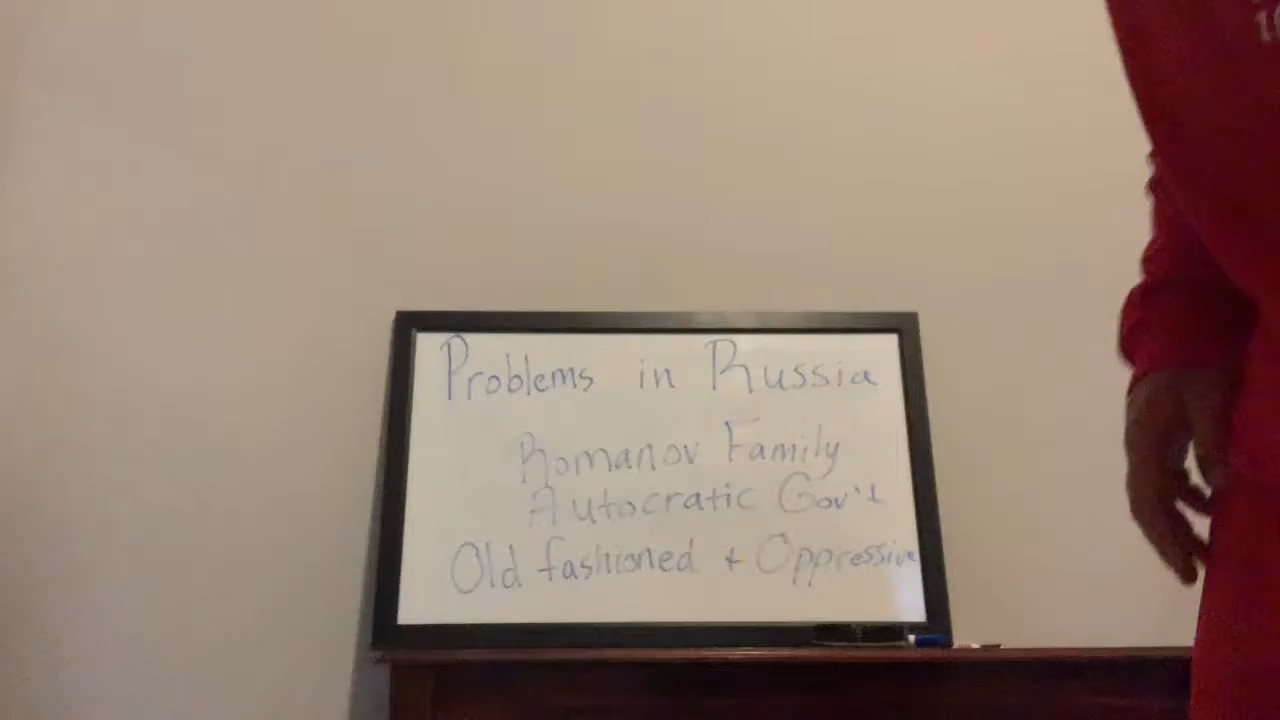 Problems in Russia
Romanov Family
Autocratic Gov't
Old fashioned + Oppressive